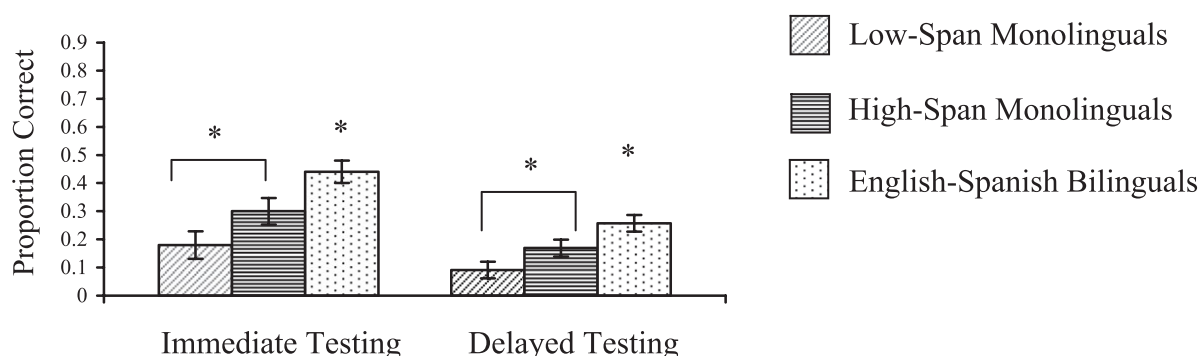 Proportion Correct
0.9
0.8
0.7
0.6
0.5
0.4
0.3
0.2
0.1
0
*
*
*
*
Immediate Testing
Delayed Testing
Low-Span Monolinguals
High-Span Monolinguals
English-Spanish Bilinguals